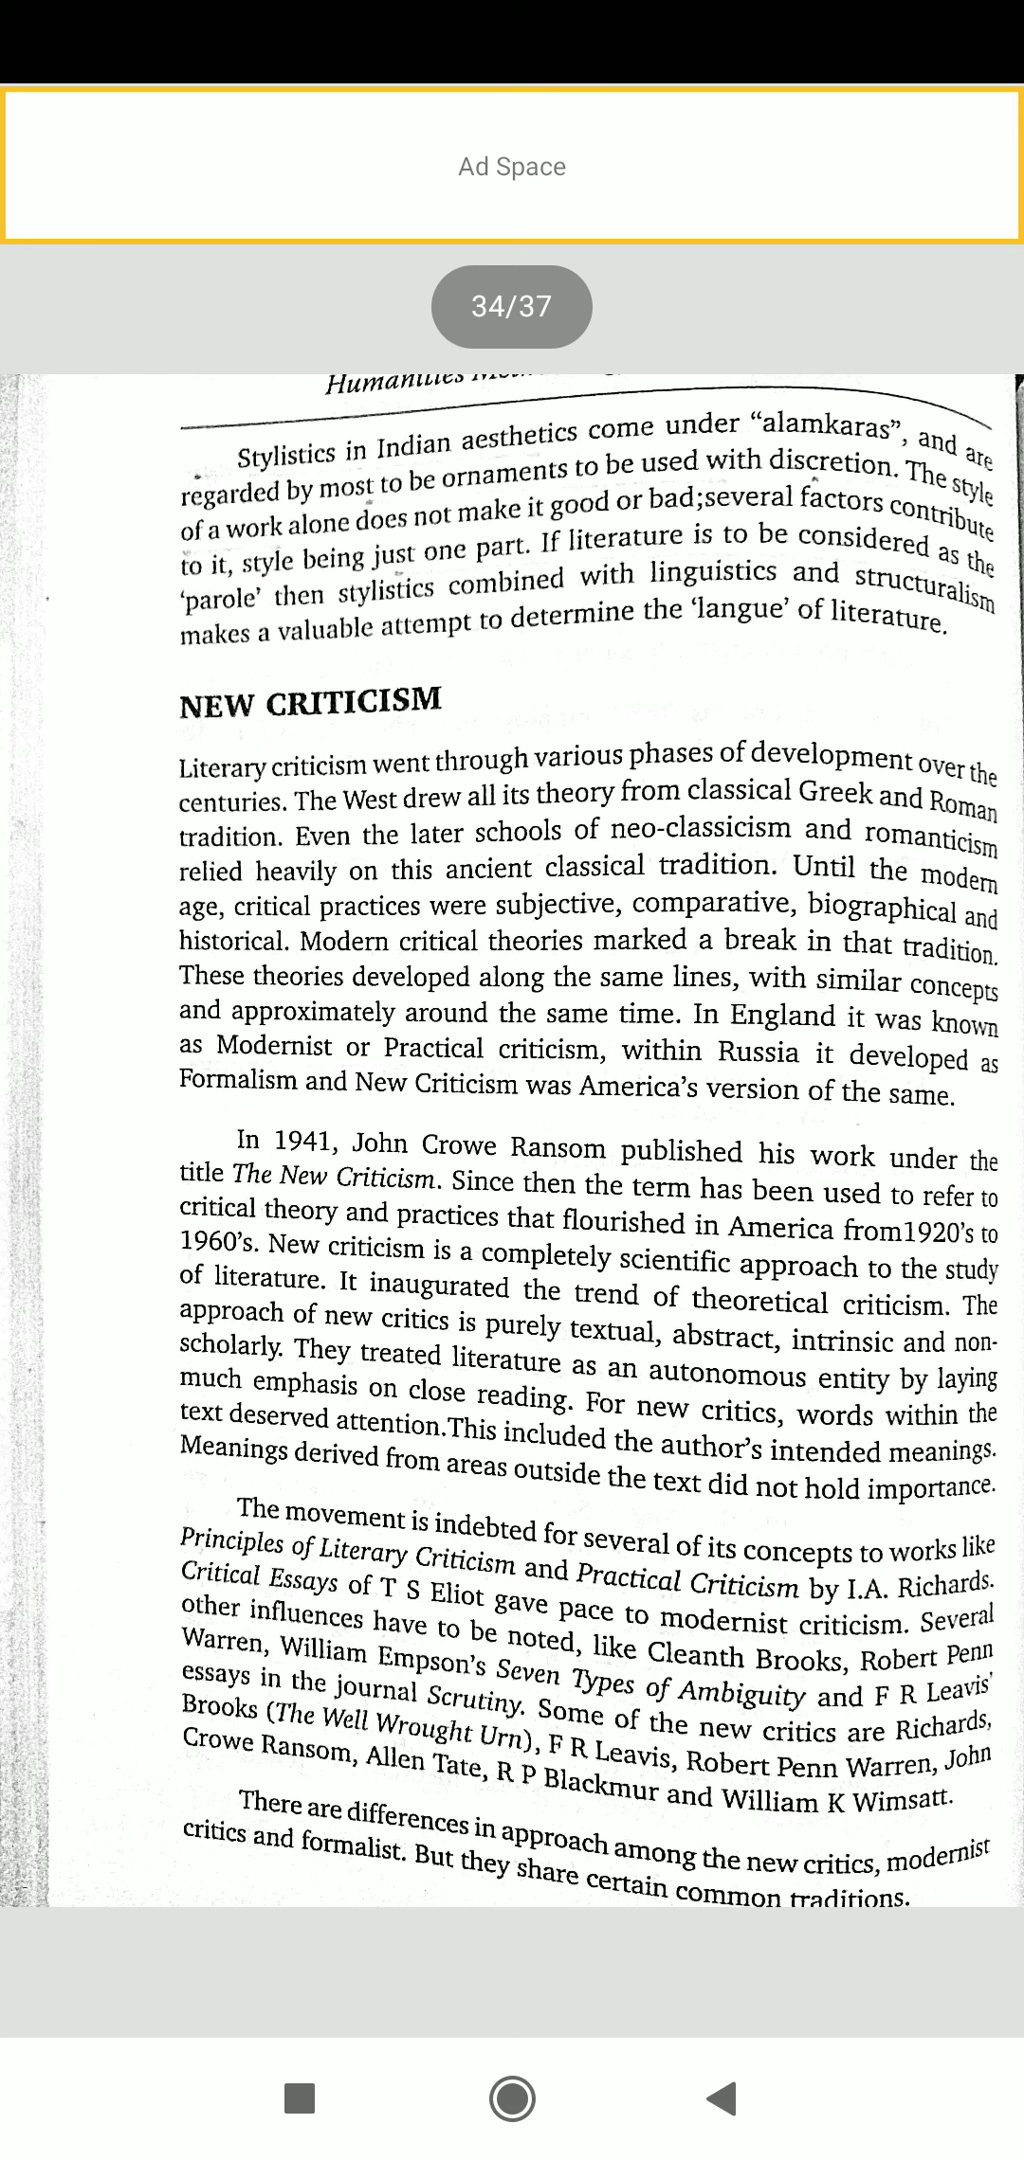 Ad Space
34/37
Humanities
Stylistics in Indian aesthetics come under “alamkaras”, and are
regarded by most to be ornaments to be used with discretion. The style
of a work alone does not make it good or bad;several factors contribute
to it, style being just one part. If literature is to be considered as the
‘parole’ then stylistics combined with linguistics and structuralism
makes a valuable attempt to determine the ‘langue’ of literature.
NEW CRITICISM
Literary criticism went through various phases of development over the
centuries. The West drew all its theory from classical Greek and Roman
tradition. Even the later schools of neo-classicism and romanticism
relied heavily on this ancient classical tradition. Until the modern
age, critical practices were subjective, comparative, biographical and
historical. Modern critical theories marked a break in that tradition.
These theories developed along the same lines, with similar concepts
and approximately around the same time. In England it was known
as Modernist or Practical criticism, within Russia it developed as
Formalism and New Criticism was America’s version of the same.
In 1941, John Crowe Ransom published his work under the
title The New Criticism. Since then the term has been used to refer to
critical theory and practices that flourished in America from1920’s to
1960’s. New criticism is a completely scientific approach to the study
of literature. It inaugurated the trend of theoretical criticism. The
approach of new critics is purely textual, abstract, intrinsic and non-
scholarly. They treated literature as an autonomous entity by laying
much emphasis on close reading. For new critics, words within the
text deserved attention.This included the author’s intended meanings.
Meanings derived from areas outside the text did not hold importance.
The movement is indebted for several of its concepts to works like
Principles of Literary Criticism and Practical Criticism by I.A. Richards.
Critical Essays of T S Eliot gave pace to modernist criticism. Several
other influences have to be noted, like Cleanth Brooks, Robert Penn
Warren, William Empson’s Seven Types of Ambiguity and F R Leavis’
essays in the journal Scrutiny. Some of the new critics are Richards,
Brooks (The Well Wrought Urn), F R Leavis, Robert Penn Warren, John
Crowe Ransom, Allen Tate, R P Blackmur and William K Wimsatt.
There are differences in approach among the new critics, modernist
critics and formalist. But they share certain common traditions.